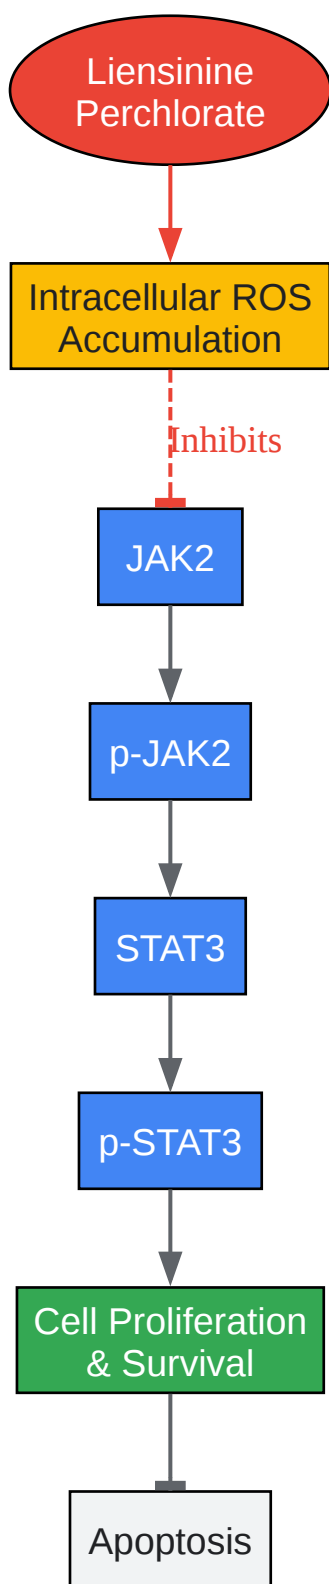 Liensinine
Perchlorate
Intracellular ROS
Accumulation
Inhibits
JAK2
p-JAK2
STAT3
p-STAT3
Cell Proliferation
& Survival
Apoptosis